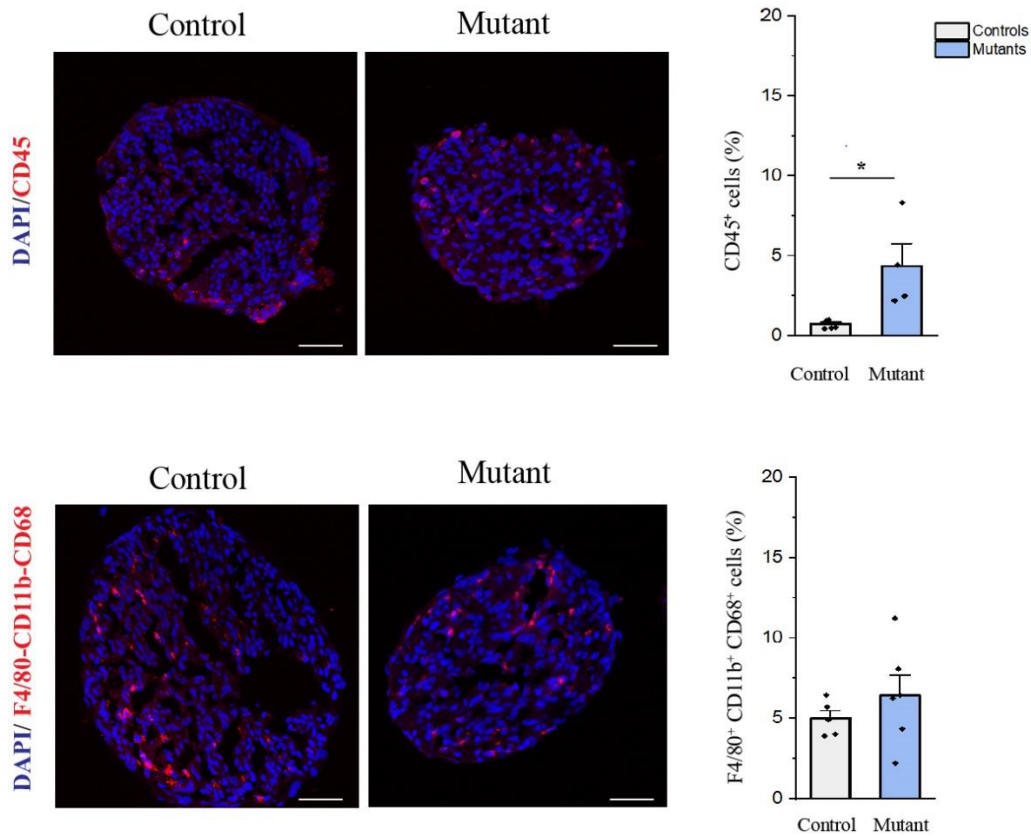 Control
Mutant
DAPI/CD45
20
15
10
5
0
CD45⁺ cells (%)
*
Controls
Mutants
Control
Mutant
Control
Mutant
DAPI/ F4/80-CD11b-CD68
20
15
10
5
0
F4/80⁺ CD11b⁺ CD68⁺ cells (%)
Control
Mutant